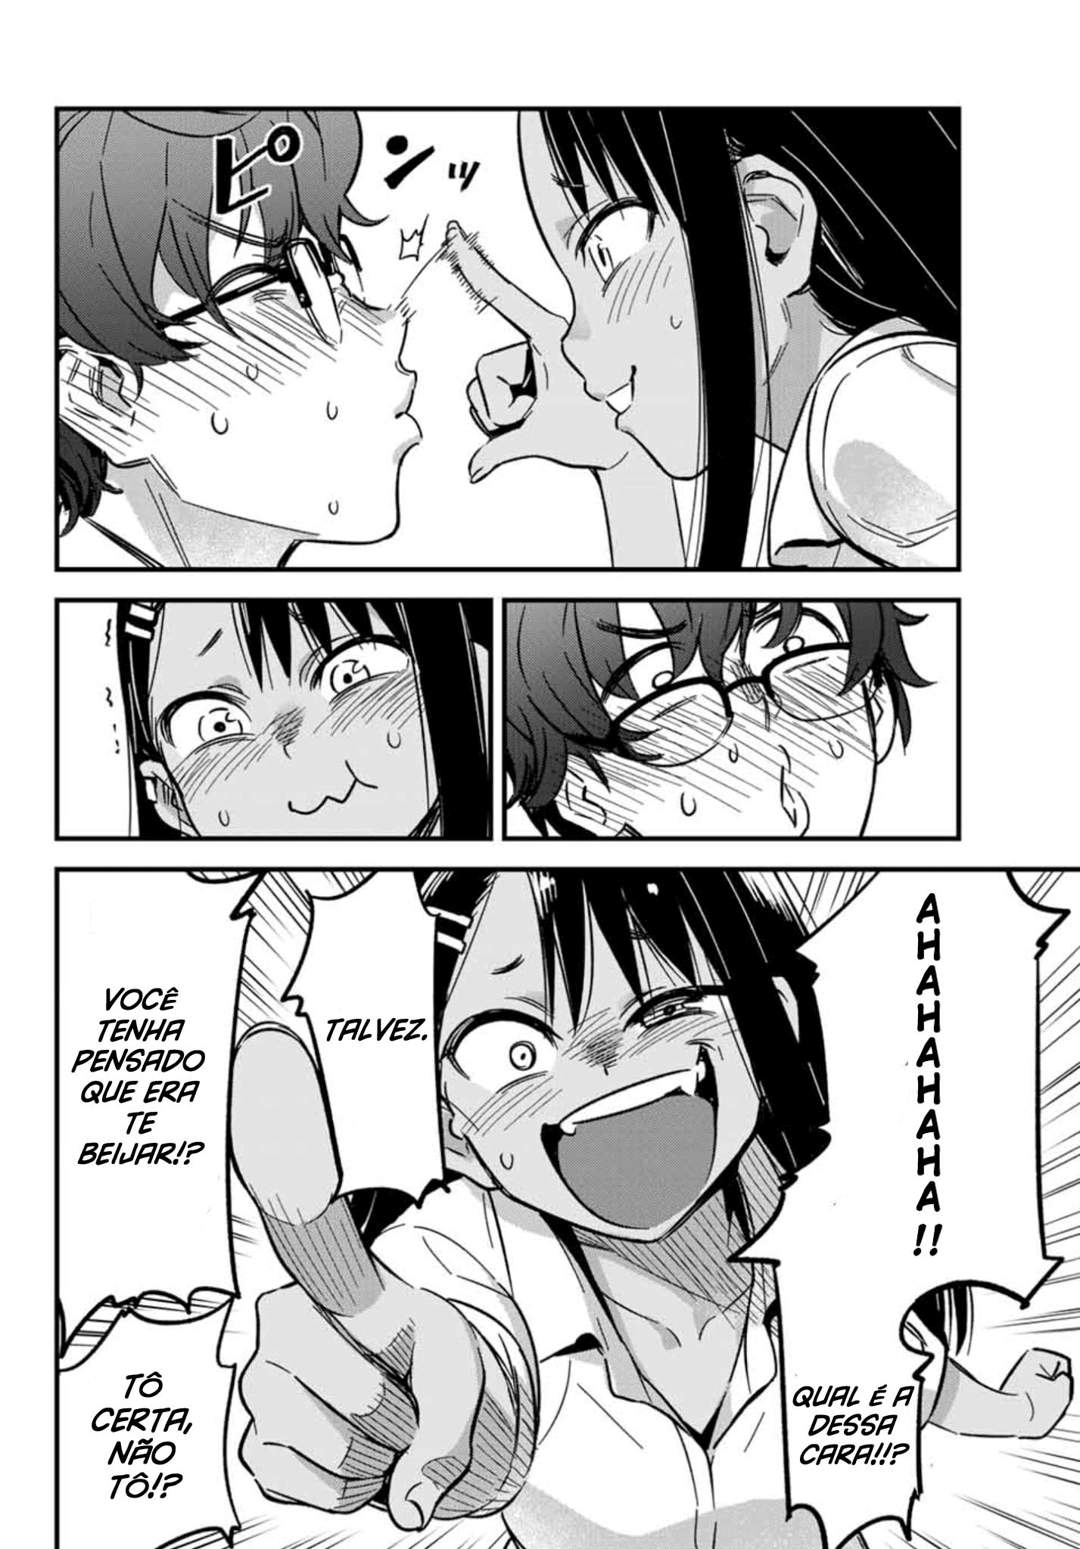 ピンッ
AHAHAHAHAHA!!
QUAL É A
DESSA
CARA!!?
TALVEZ.
VOCÊ
TENHA
PENSADO
QUE ERA
TE
BEIJAR!?
TÔ
CERTA,
NÃO
TÔ!?